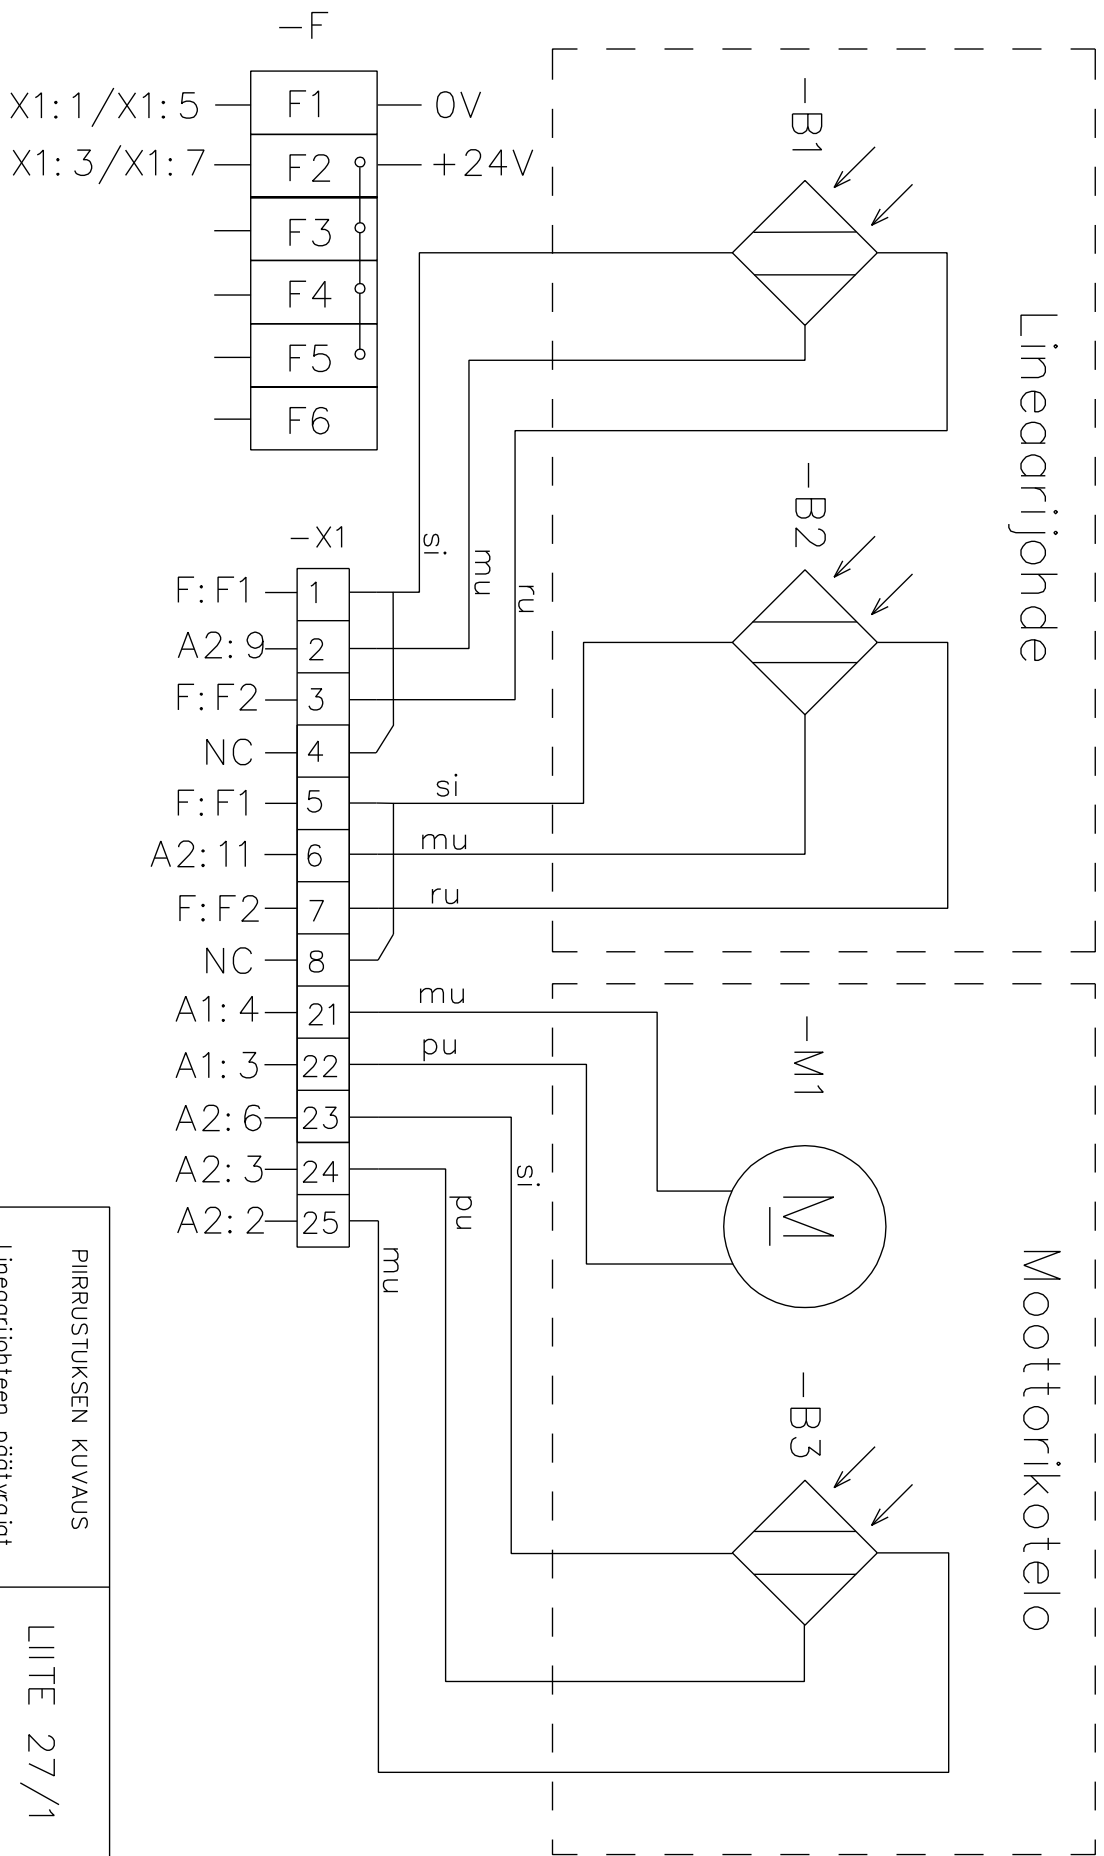 -F
X1:1/X1:5 F1 0V
X1:3/X1:7 F2 +24V
F3
F4
F5
F6
Lineaarijohde
-B1
-B2
si
mu
ru
-X1
F:F1 1
A2:9 2
F:F2 3
NC 4
F:F1 5 si
A2:11 6 mu
F:F2 7 ru
NC 8
A1:4 21 mu
A1:3 22 pu
A2:6 23 si
A2:3 24 pu
A2:2 25 mu
Moottorikotelo
-M1
M
-B3
PIIRRUSTUKSEN KUVAUS
Lineaarijohteen päätyrajat
LIITE 27/1